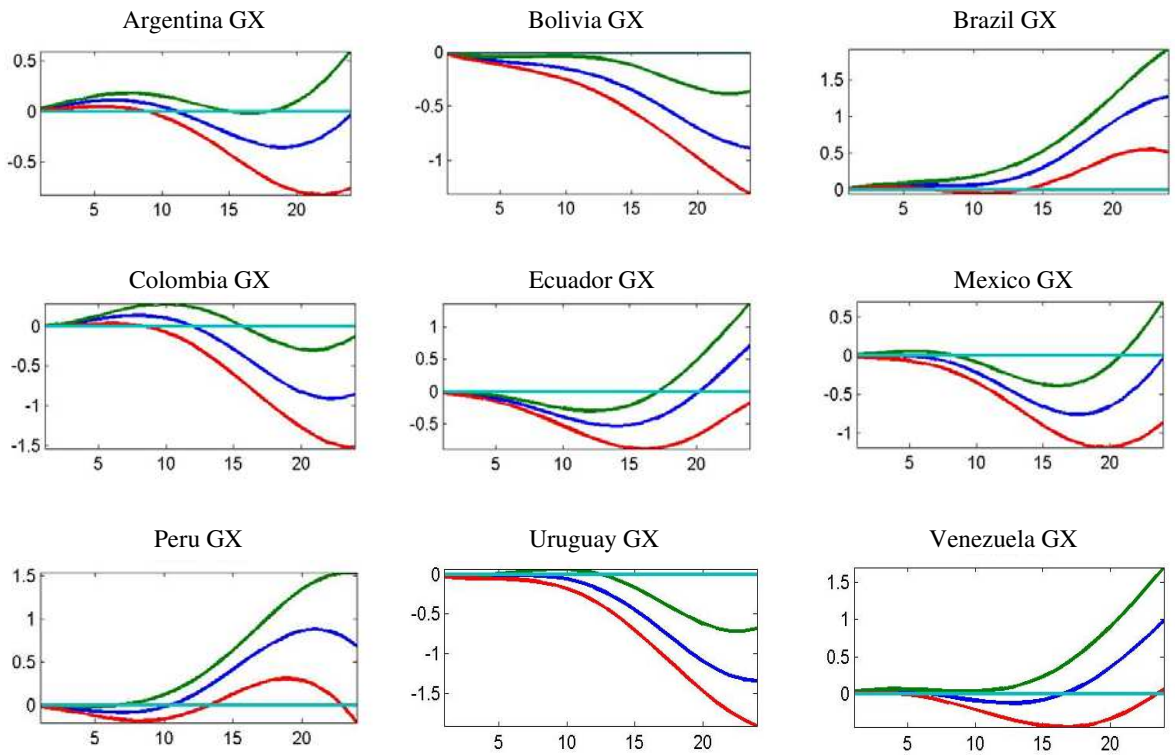 Argentina GX
Bolivia GX
Brazil GX
0.5
0
-0.5
5 10 15 20
0
-0.5
-1
5 10 15 20
1.5
1
0.5
0
5 10 15 20
Colombia GX
Ecuador GX
Mexico GX
0
-0.5
-1
-1.5
5 10 15 20
1
0.5
0
-0.5
5 10 15 20
0.5
0
-0.5
-1
5 10 15 20
Peru GX
Uruguay GX
Venezuela GX
1.5
1
0.5
0
5 10 15 20
0
-0.5
-1
-1.5
5 10 15 20
1.5
1
0.5
0
5 10 15 20